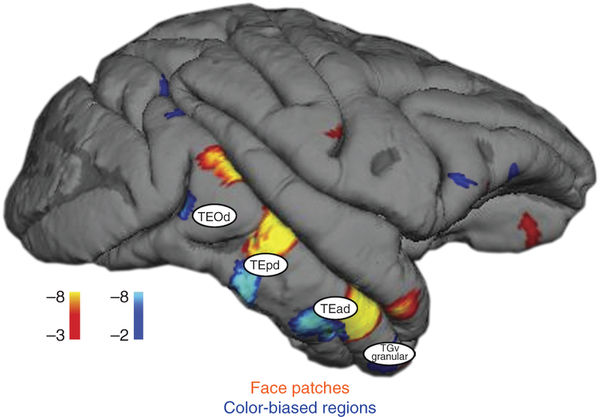 TEOd
TEpd
TEad
TGv
granular
–8
–3
–8
–2
Face patches
Color-biased regions